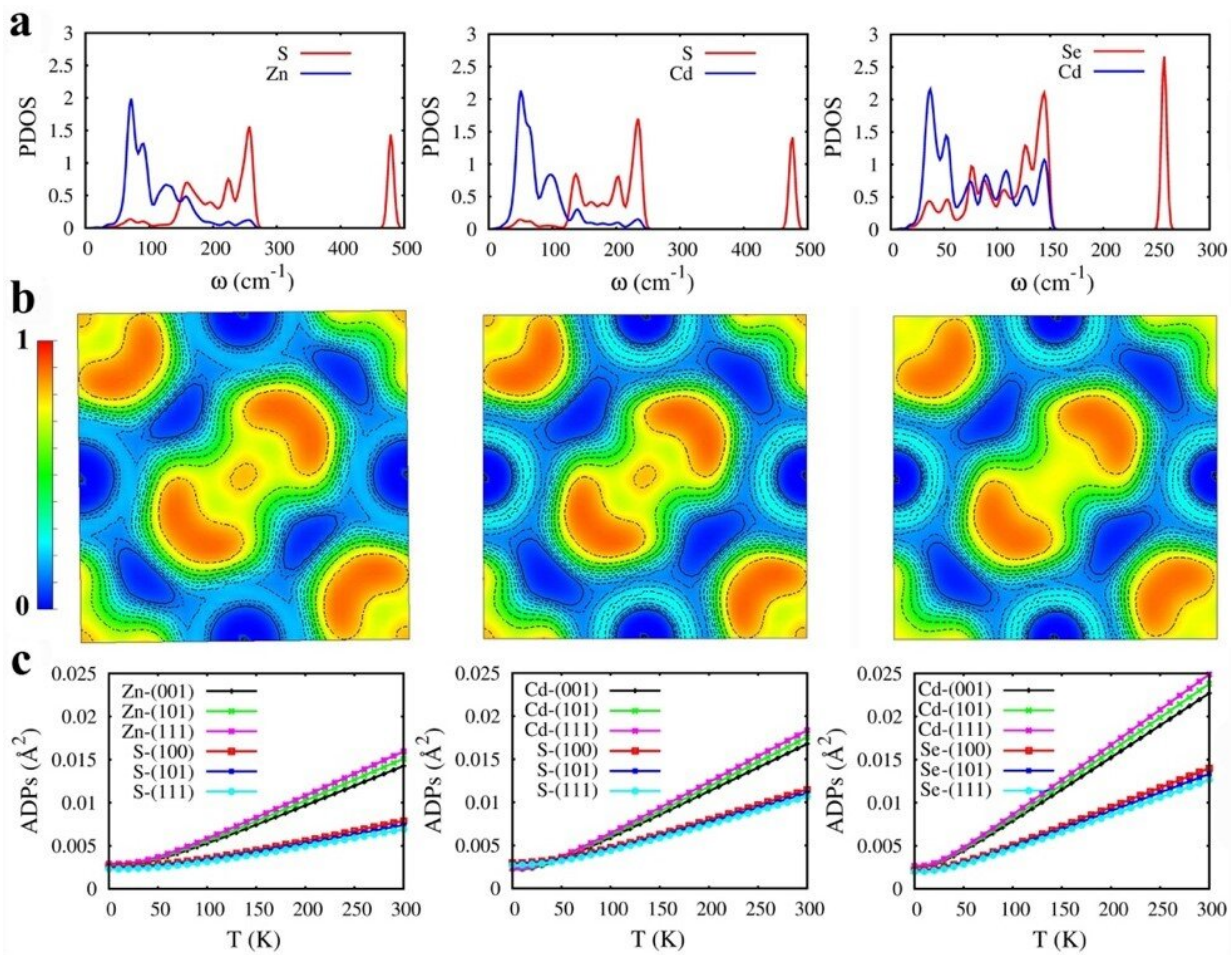 a
3
2.5
2
1.5
1
0.5
0
PDOS
S
Zn
0 100 200 300 400 500
ω (cm⁻¹)
3
2.5
2
1.5
1
0.5
0
PDOS
S
Cd
0 100 200 300 400 500
ω (cm⁻¹)
3
2.5
2
1.5
1
0.5
0
PDOS
Se
Cd
0 50 100 150 200 250 300
ω (cm⁻¹)
b
1
0
c
0.025
0.02
0.015
0.01
0.005
0
ADPs (Å²)
Zn-(001)
Zn-(101)
Zn-(111)
S-(100)
S-(101)
S-(111)
0 50 100 150 200 250 300
T (K)
0.025
0.02
0.015
0.01
0.005
0
ADPs (Å²)
Cd-(001)
Cd-(101)
Cd-(111)
S-(100)
S-(101)
S-(111)
0 50 100 150 200 250 300
T (K)
0.025
0.02
0.015
0.01
0.005
0
ADPs (Å²)
Cd-(001)
Cd-(101)
Cd-(111)
Se-(100)
Se-(101)
Se-(111)
0 50 100 150 200 250 300
T (K)